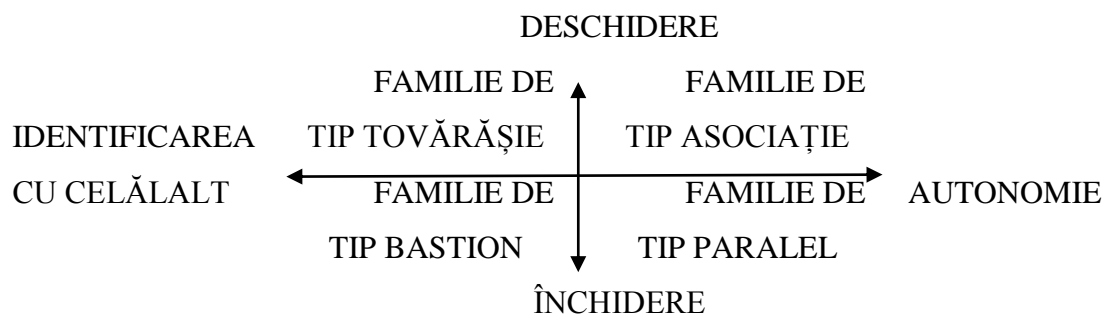 DESCHIDERE
FAMILIE DE FAMILIE DE
IDENTIFICAREA TIP TOVĂRĂȘIE TIP ASOCIAȚIE
CU CELĂLALT FAMILIE DE FAMILIE DE AUTONOMIE
TIP BASTION TIP PARALEL
ÎNCHIDERE